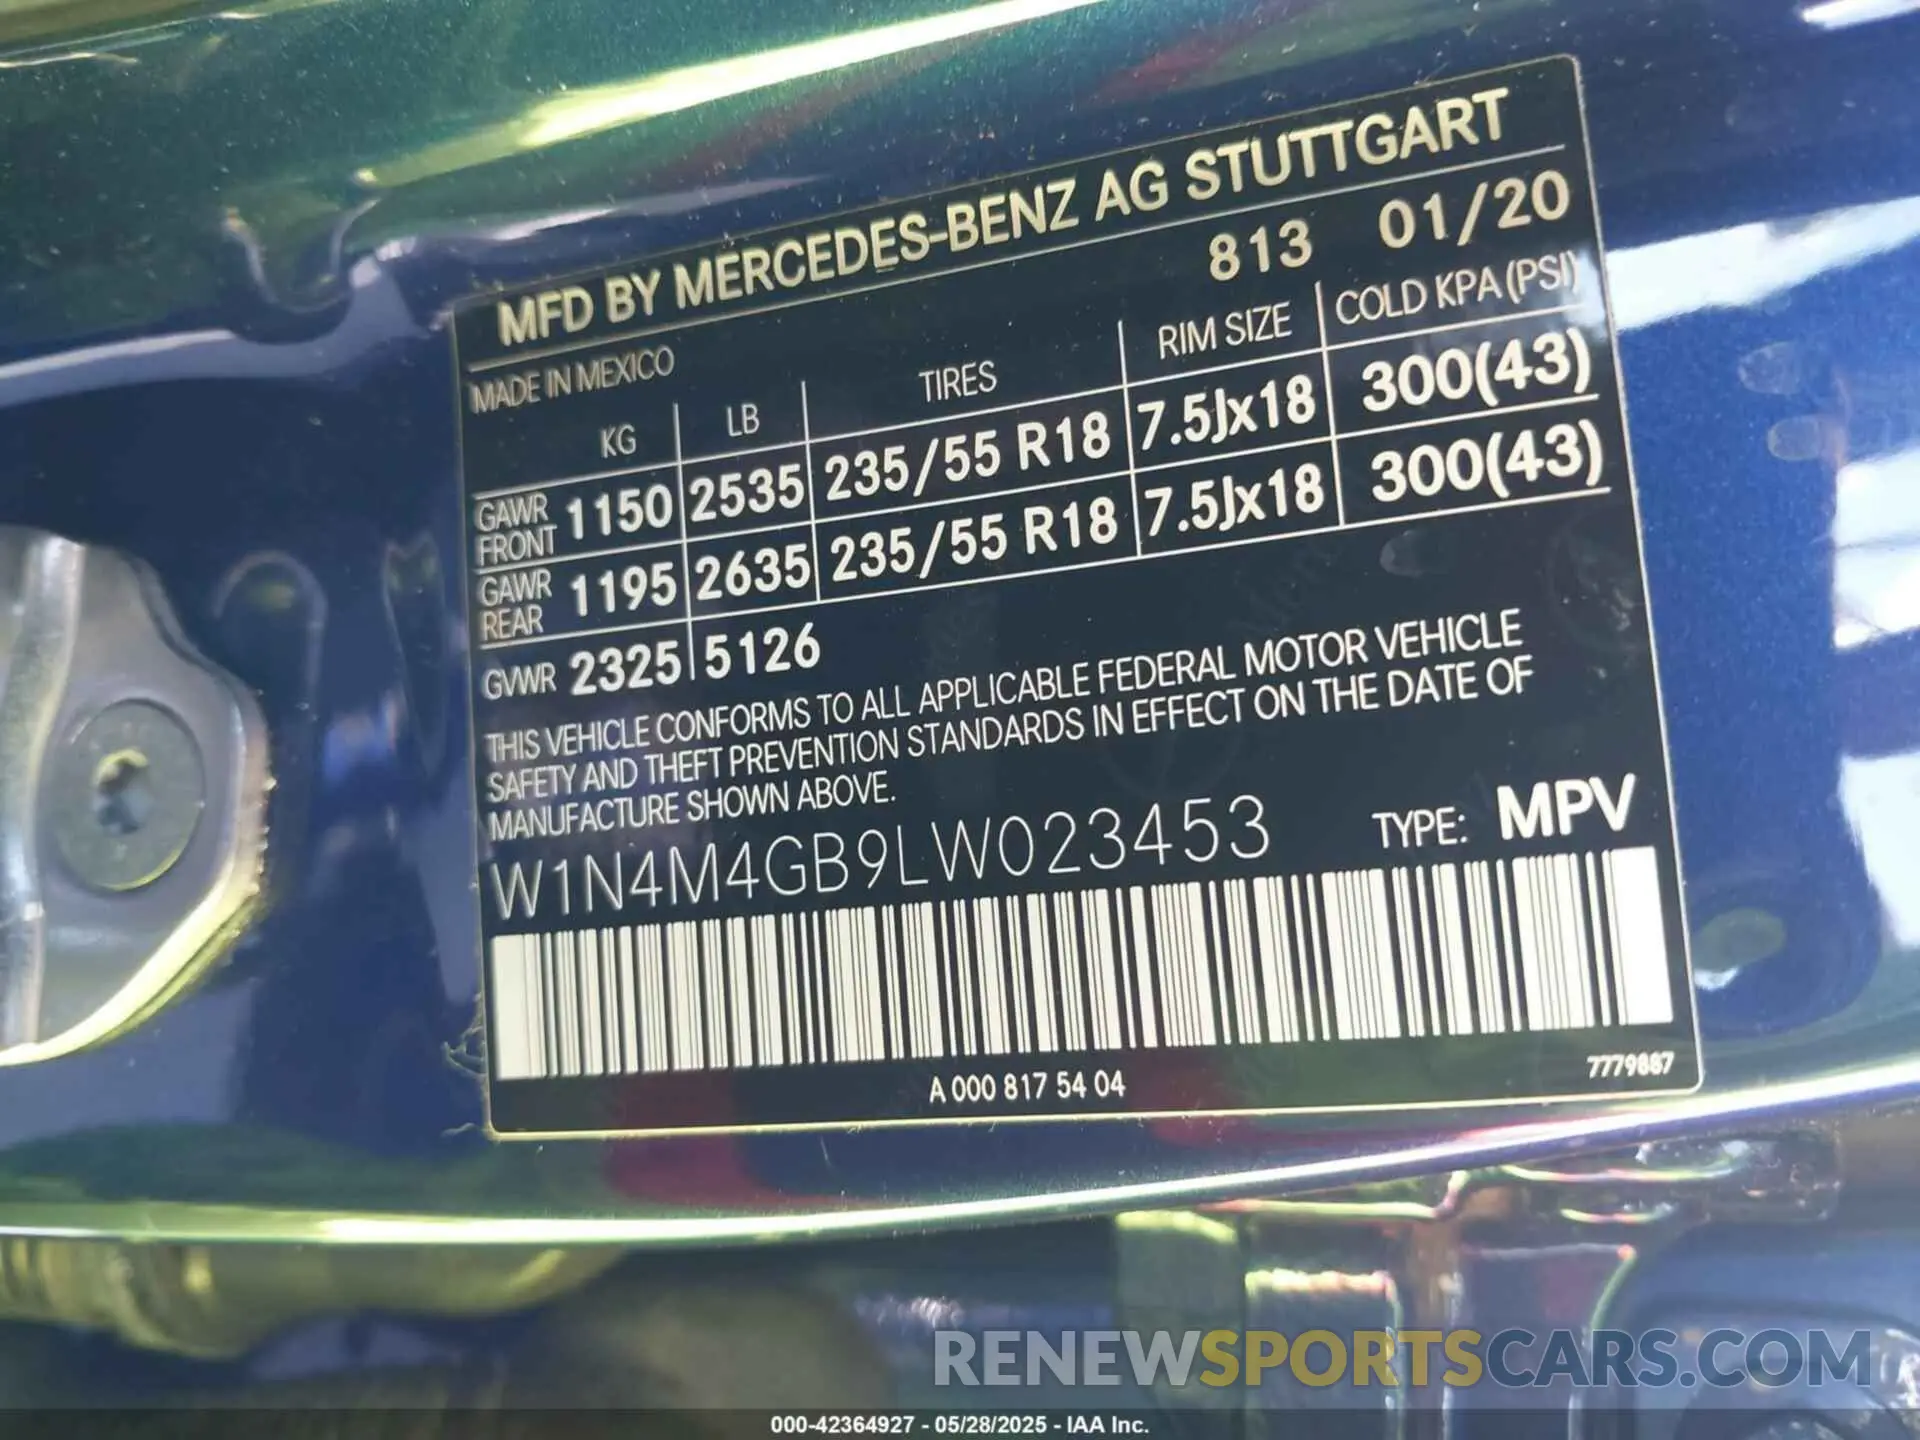 MFD BY MERCEDES-BENZ AG STUTTGART
MADE IN MEXICO 813 01/20
KG LB TIRES RIM SIZE COLD KPA (PSI)
GAWR FRONT 1150 2535 235/55 R18 7.5Jx18 300(43)
GAWR REAR 1195 2635 235/55 R18 7.5Jx18 300(43)
GVWR 2325 5126
THIS VEHICLE CONFORMS TO ALL APPLICABLE FEDERAL MOTOR VEHICLE
SAFETY AND THEFT PREVENTION STANDARDS IN EFFECT ON THE DATE OF
MANUFACTURE SHOWN ABOVE.
W1N4M4GB9LW023453 TYPE: MPV
A 000 817 54 04 7779887
RENEWSPORTSCARS.COM
000-42364927 - 05/28/2025 - IAA Inc.